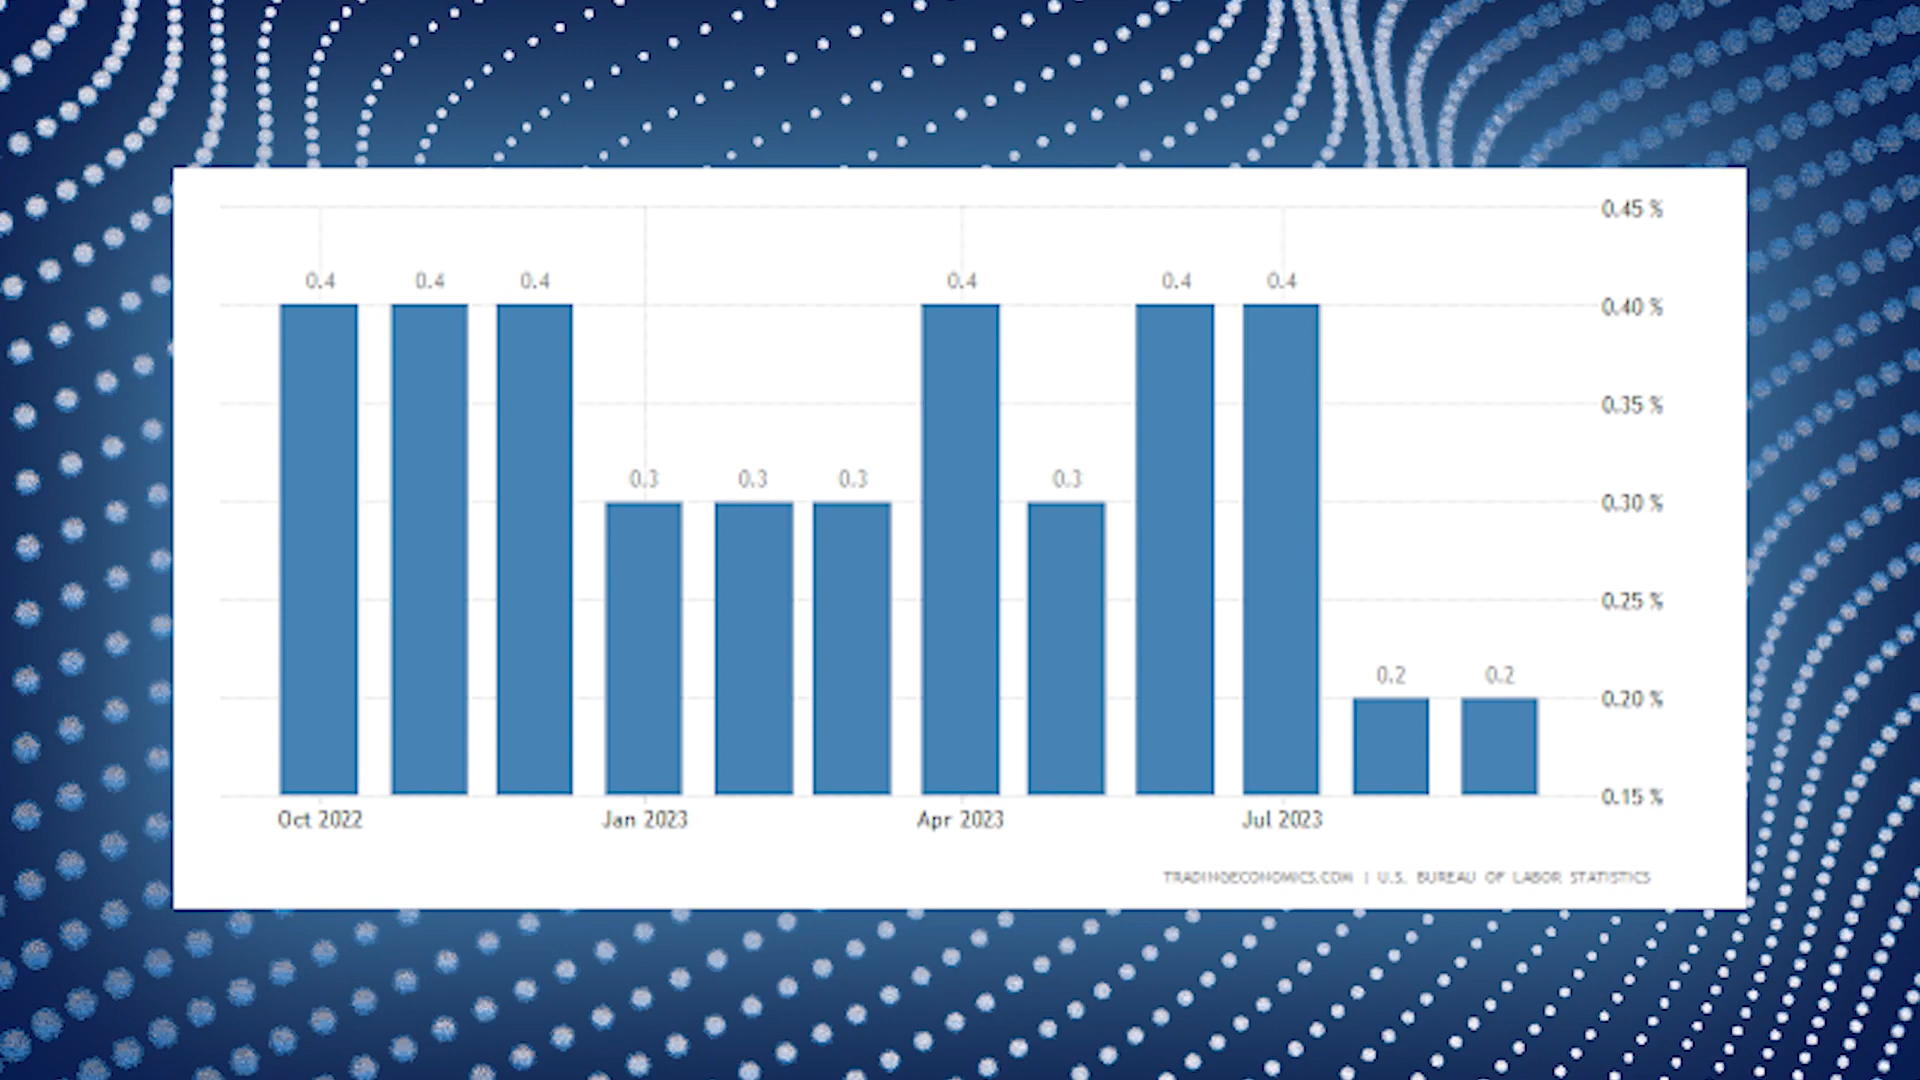 0.45 %
0.4 0.4 0.4 0.4 0.4 0.4
0.40 %
0.35 %
0.3 0.3 0.3 0.3
0.30 %
0.25 %
0.2 0.2
0.20 %
0.15 %
Oct 2022 Jan 2023 Apr 2023 Jul 2023
TRADINGECONOMICS.COM | U.S. BUREAU OF LABOR STATISTICS